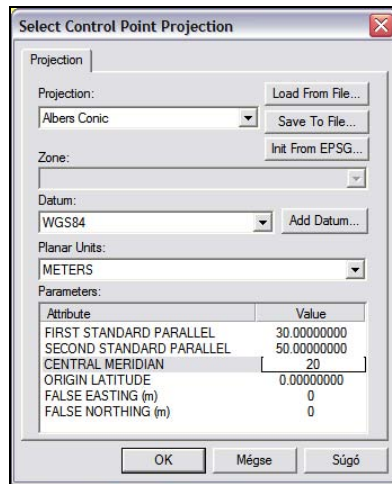 Select Control Point Projection
Projection
Projection:
Load From File...
Albers Conic
Save To File...
Init From EPSG...
Zone:
Datum:
WGS84
Add Datum...
Planar Units:
METERS
Parameters:
Attribute Value
FIRST STANDARD PARALLEL 30.00000000
SECOND STANDARD PARALLEL 50.00000000
CENTRAL MERIDIAN 20
ORIGIN LATITUDE 0.00000000
FALSE EASTING (m) 0
FALSE NORTHING (m) 0
OK Mégse Súgó